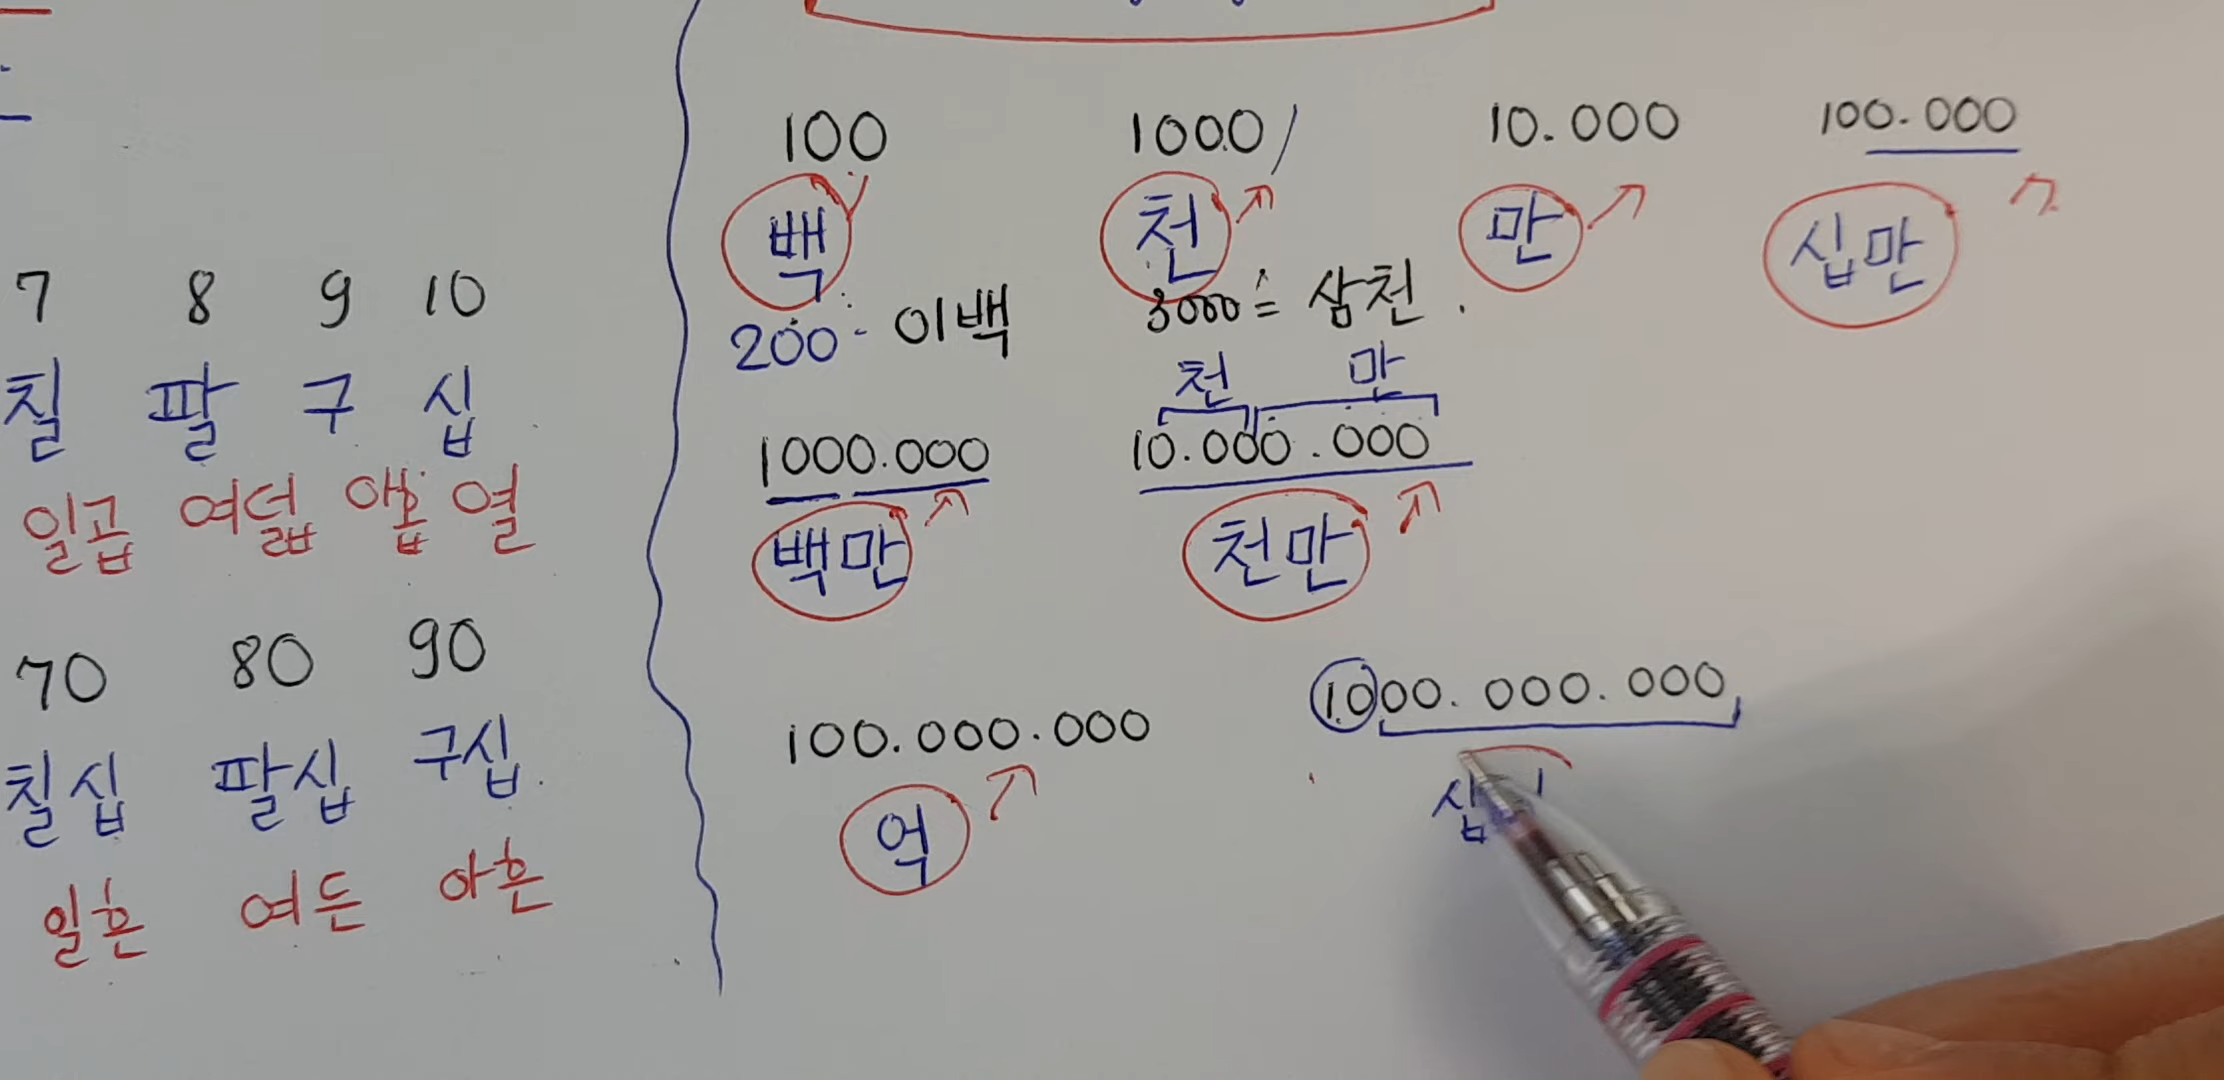 7 8 9 10
칠 팔 구 십
일곱 여덟 아홉 열
70 80 90
칠십 팔십 구십
일흔 여든 아흔
100 1000/ 10.000 100.000
백 천 만 십만
200 - 이백 3000 = 삼천
천 만
1000.000 10.000.000
백만 천만
100.000.000 1000.000.000
억 십